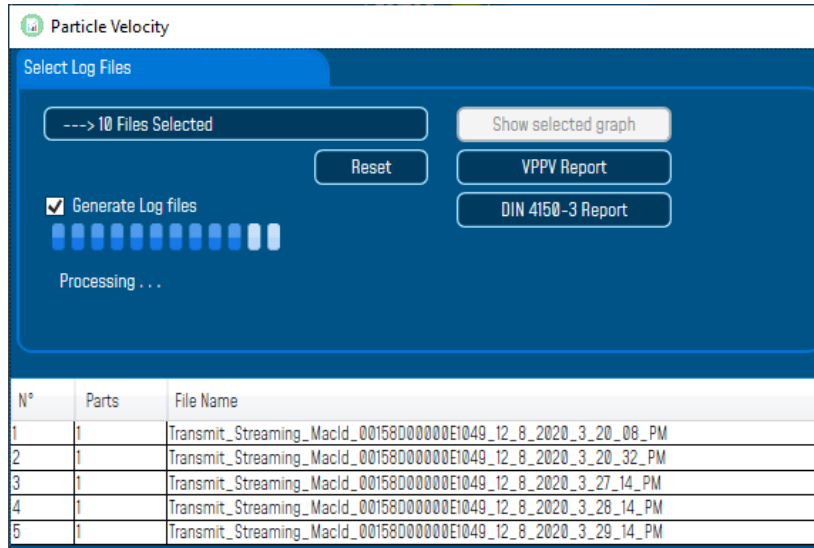 Particle Velocity
Select Log Files
---> 10 Files Selected
Show selected graph
Reset
VPPV Report
Generate Log files
DIN 4150-3 Report
Processing . . .
N° Parts File Name
1 1 Transmit_Streaming_MacId_00158D00000E1049_12_8_2020_3_20_08_PM
2 1 Transmit_Streaming_MacId_00158D00000E1049_12_8_2020_3_20_32_PM
3 1 Transmit_Streaming_MacId_00158D00000E1049_12_8_2020_3_27_14_PM
4 1 Transmit_Streaming_MacId_00158D00000E1049_12_8_2020_3_28_14_PM
5 1 Transmit_Streaming_MacId_00158D00000E1049_12_8_2020_3_29_14_PM